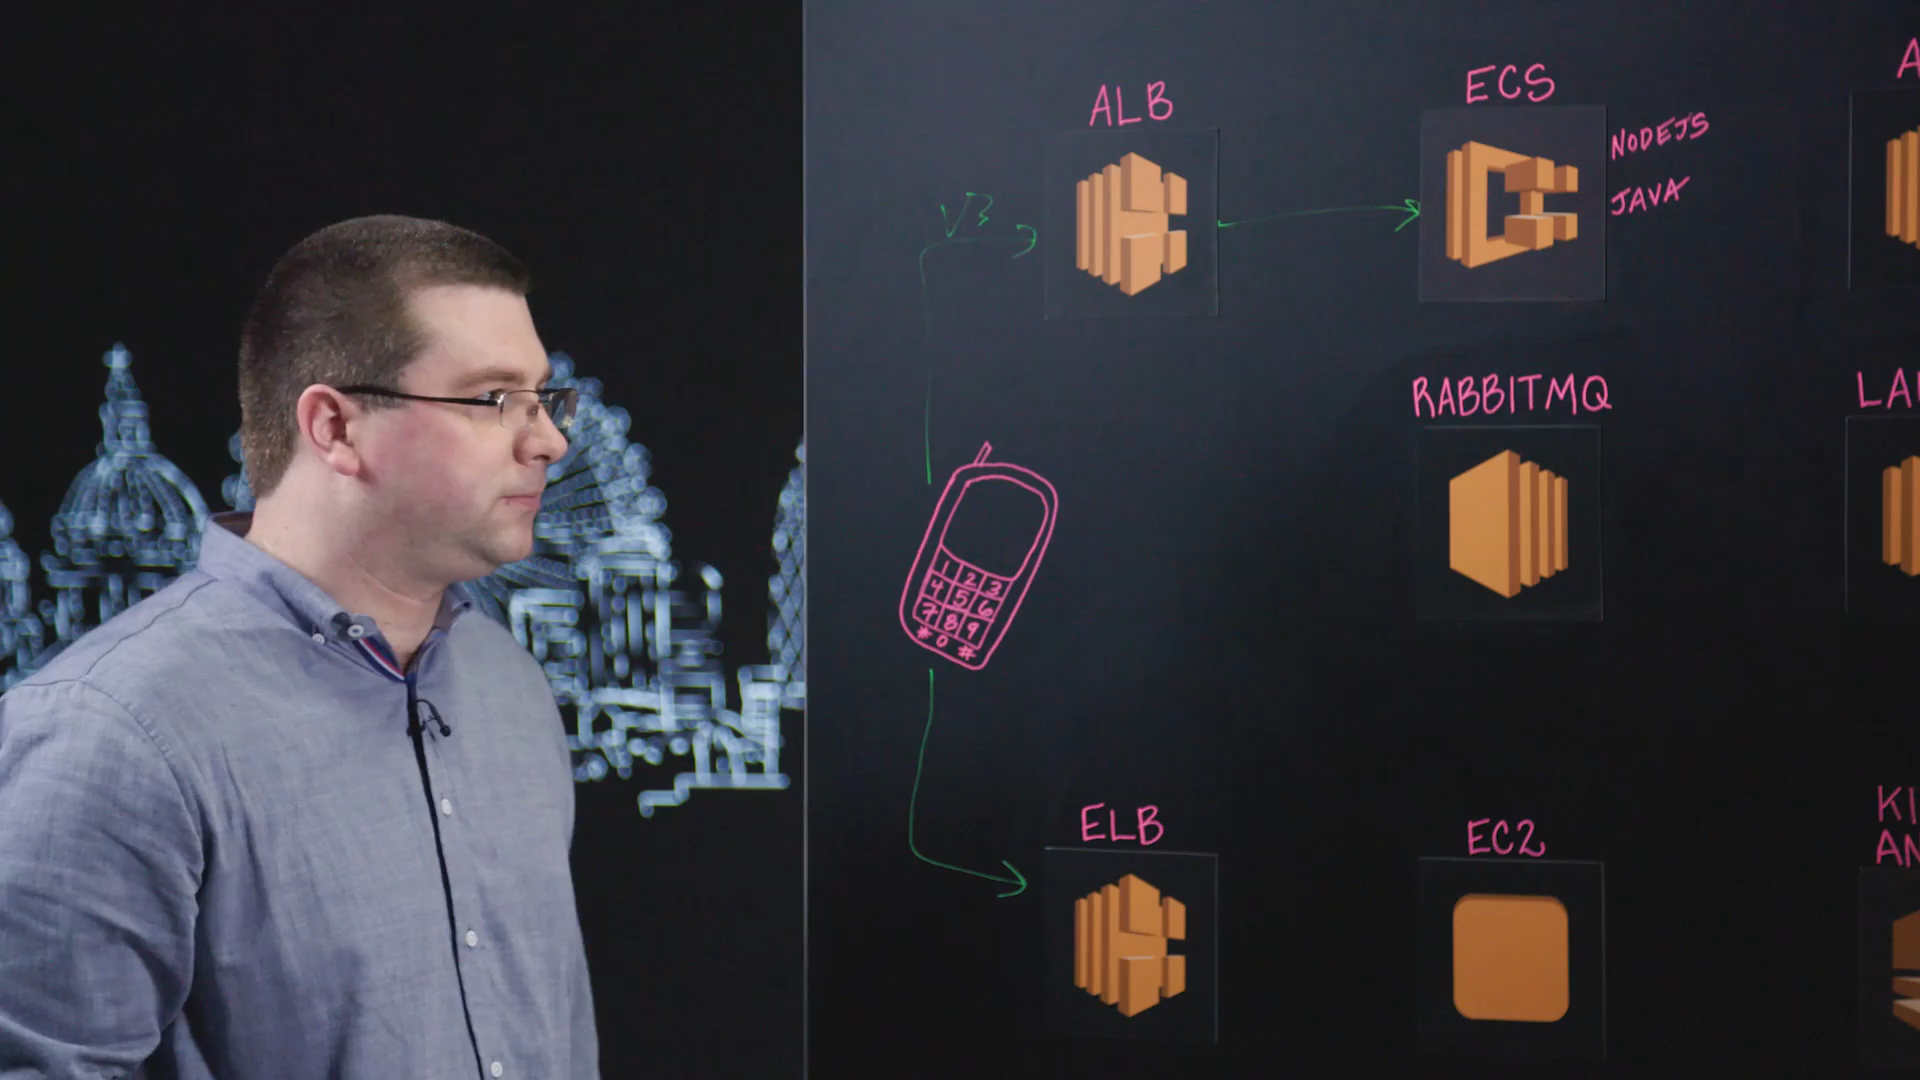 ALB
ECS
NODEJS
JAVA
V3
RABBITMQ
1 2 3
4 5 6
7 8 9
* 0 #
ELB
EC2